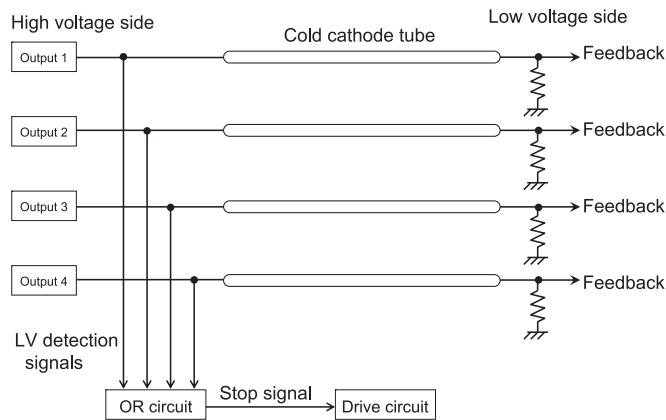 High voltage side
Low voltage side
Cold cathode tube
Output 1
Feedback
Output 2
Feedback
Output 3
Feedback
Output 4
Feedback
LV detection
signals
Stop signal
OR circuit
Drive circuit